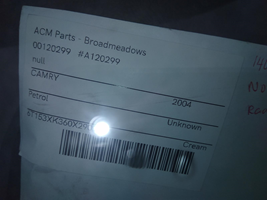 ACM Parts - Broadmeadows
00120299 #A120299
null
CAMRY
2004
Petrol
Unknown
Cream